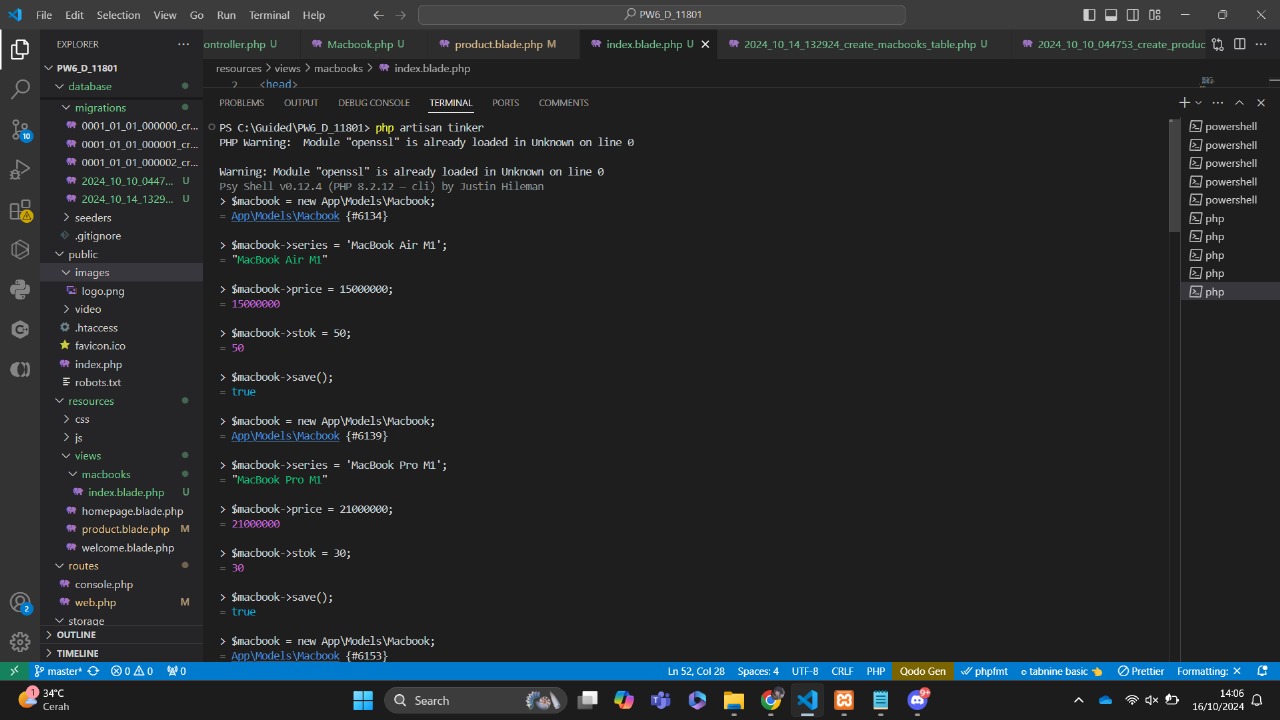 File Edit Selection View Go Run Terminal Help
PW6_D_11801
EXPLORER
ontroller.php U
Macbook.php U
product.blade.php M
index.blade.php U
2024_10_14_132924_create_macbooks_table.php U
2024_10_10_044753_create_produc
PW6_D_11801
database
migrations
0001_01_01_000000_cr...
0001_01_01_000001_cr...
0001_01_01_000002_cr...
2024_10_10_0447... U
2024_10_14_1329... U
seeders
.gitignore
public
images
logo.png
video
.htaccess
favicon.ico
index.php
robots.txt
resources
css
js
views
macbooks
index.blade.php U
homepage.blade.php
product.blade.php M
welcome.blade.php
routes
console.php
web.php M
storage
OUTLINE
TIMELINE
resources > views > macbooks > index.blade.php
2 <head>
PROBLEMS OUTPUT DEBUG CONSOLE TERMINAL PORTS COMMENTS
PS C:\Guided\PW6_D_11801> php artisan tinker
PHP Warning:  Module "openssl" is already loaded in Unknown on line 0
Warning: Module "openssl" is already loaded in Unknown on line 0
Psy Shell v0.12.4 (PHP 8.2.12 — cli) by Justin Hileman
> $macbook = new App\Models\Macbook;
= App\Models\Macbook {#6134}
> $macbook->series = 'MacBook Air M1';
= "MacBook Air M1"
> $macbook->price = 15000000;
= 15000000
> $macbook->stok = 50;
= 50
> $macbook->save();
= true
> $macbook = new App\Models\Macbook;
= App\Models\Macbook {#6139}
> $macbook->series = 'MacBook Pro M1';
= "MacBook Pro M1"
> $macbook->price = 21000000;
= 21000000
> $macbook->stok = 30;
= 30
> $macbook->save();
= true
> $macbook = new App\Models\Macbook;
= App\Models\Macbook {#6153}
powershell
powershell
powershell
powershell
powershell
php
php
php
php
php
10
2
master* 0 0 0
Ln 52, Col 28 Spaces: 4 UTF-8 CRLF PHP Qodo Gen phpfmt tabnine basic Prettier Formatting: ×
1
34°C
Cerah
Search
9+
14:06
16/10/2024